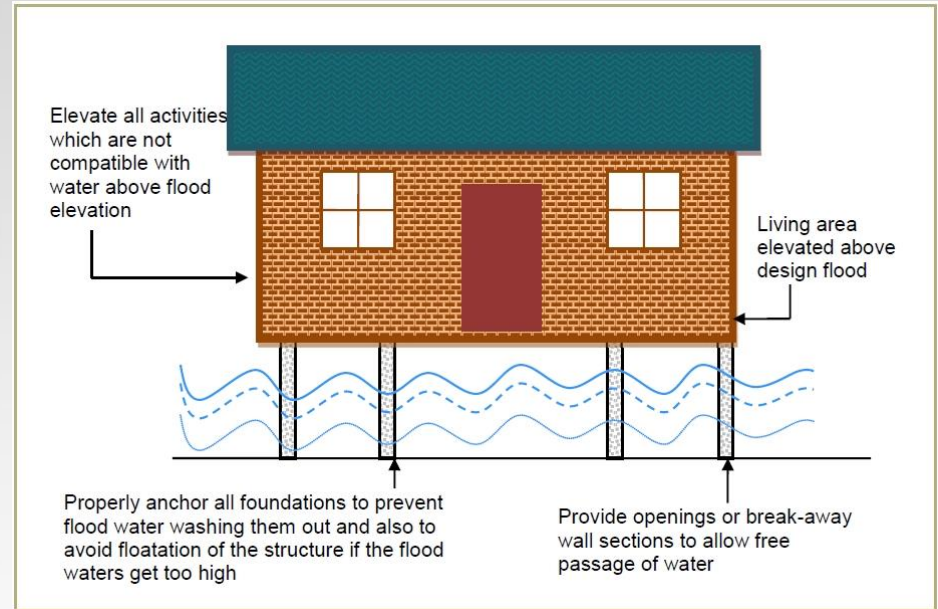 Elevate all activities
which are not
compatible with
water above flood
elevation
Living area
elevated above
design flood
Properly anchor all foundations to prevent
flood water washing them out and also to
avoid floatation of the structure if the flood
waters get too high
Provide openings or break-away
wall sections to allow free
passage of water